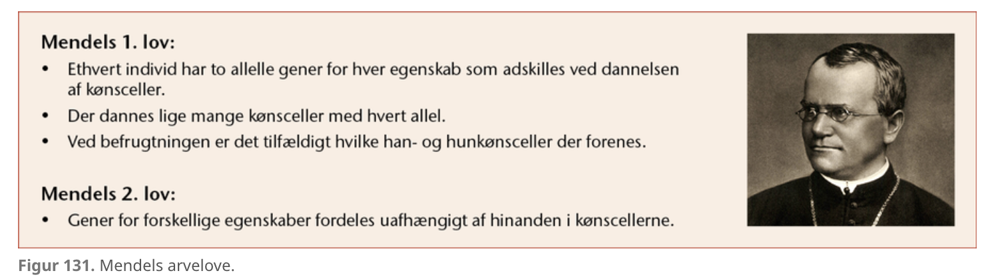 Mendels 1. lov:
• Ethvert individ har to allelle gener for hver egenskab som adskilles ved dannelsen
af kønsceller.
• Der dannes lige mange kønsceller med hvert allel.
• Ved befrugtningen er det tilfældigt hvilke han- og hunkønsceller der forenes.
Mendels 2. lov:
• Gener for forskellige egenskaber fordeles uafhængigt af hinanden i kønscellerne.
Figur 131. Mendels arvelove.